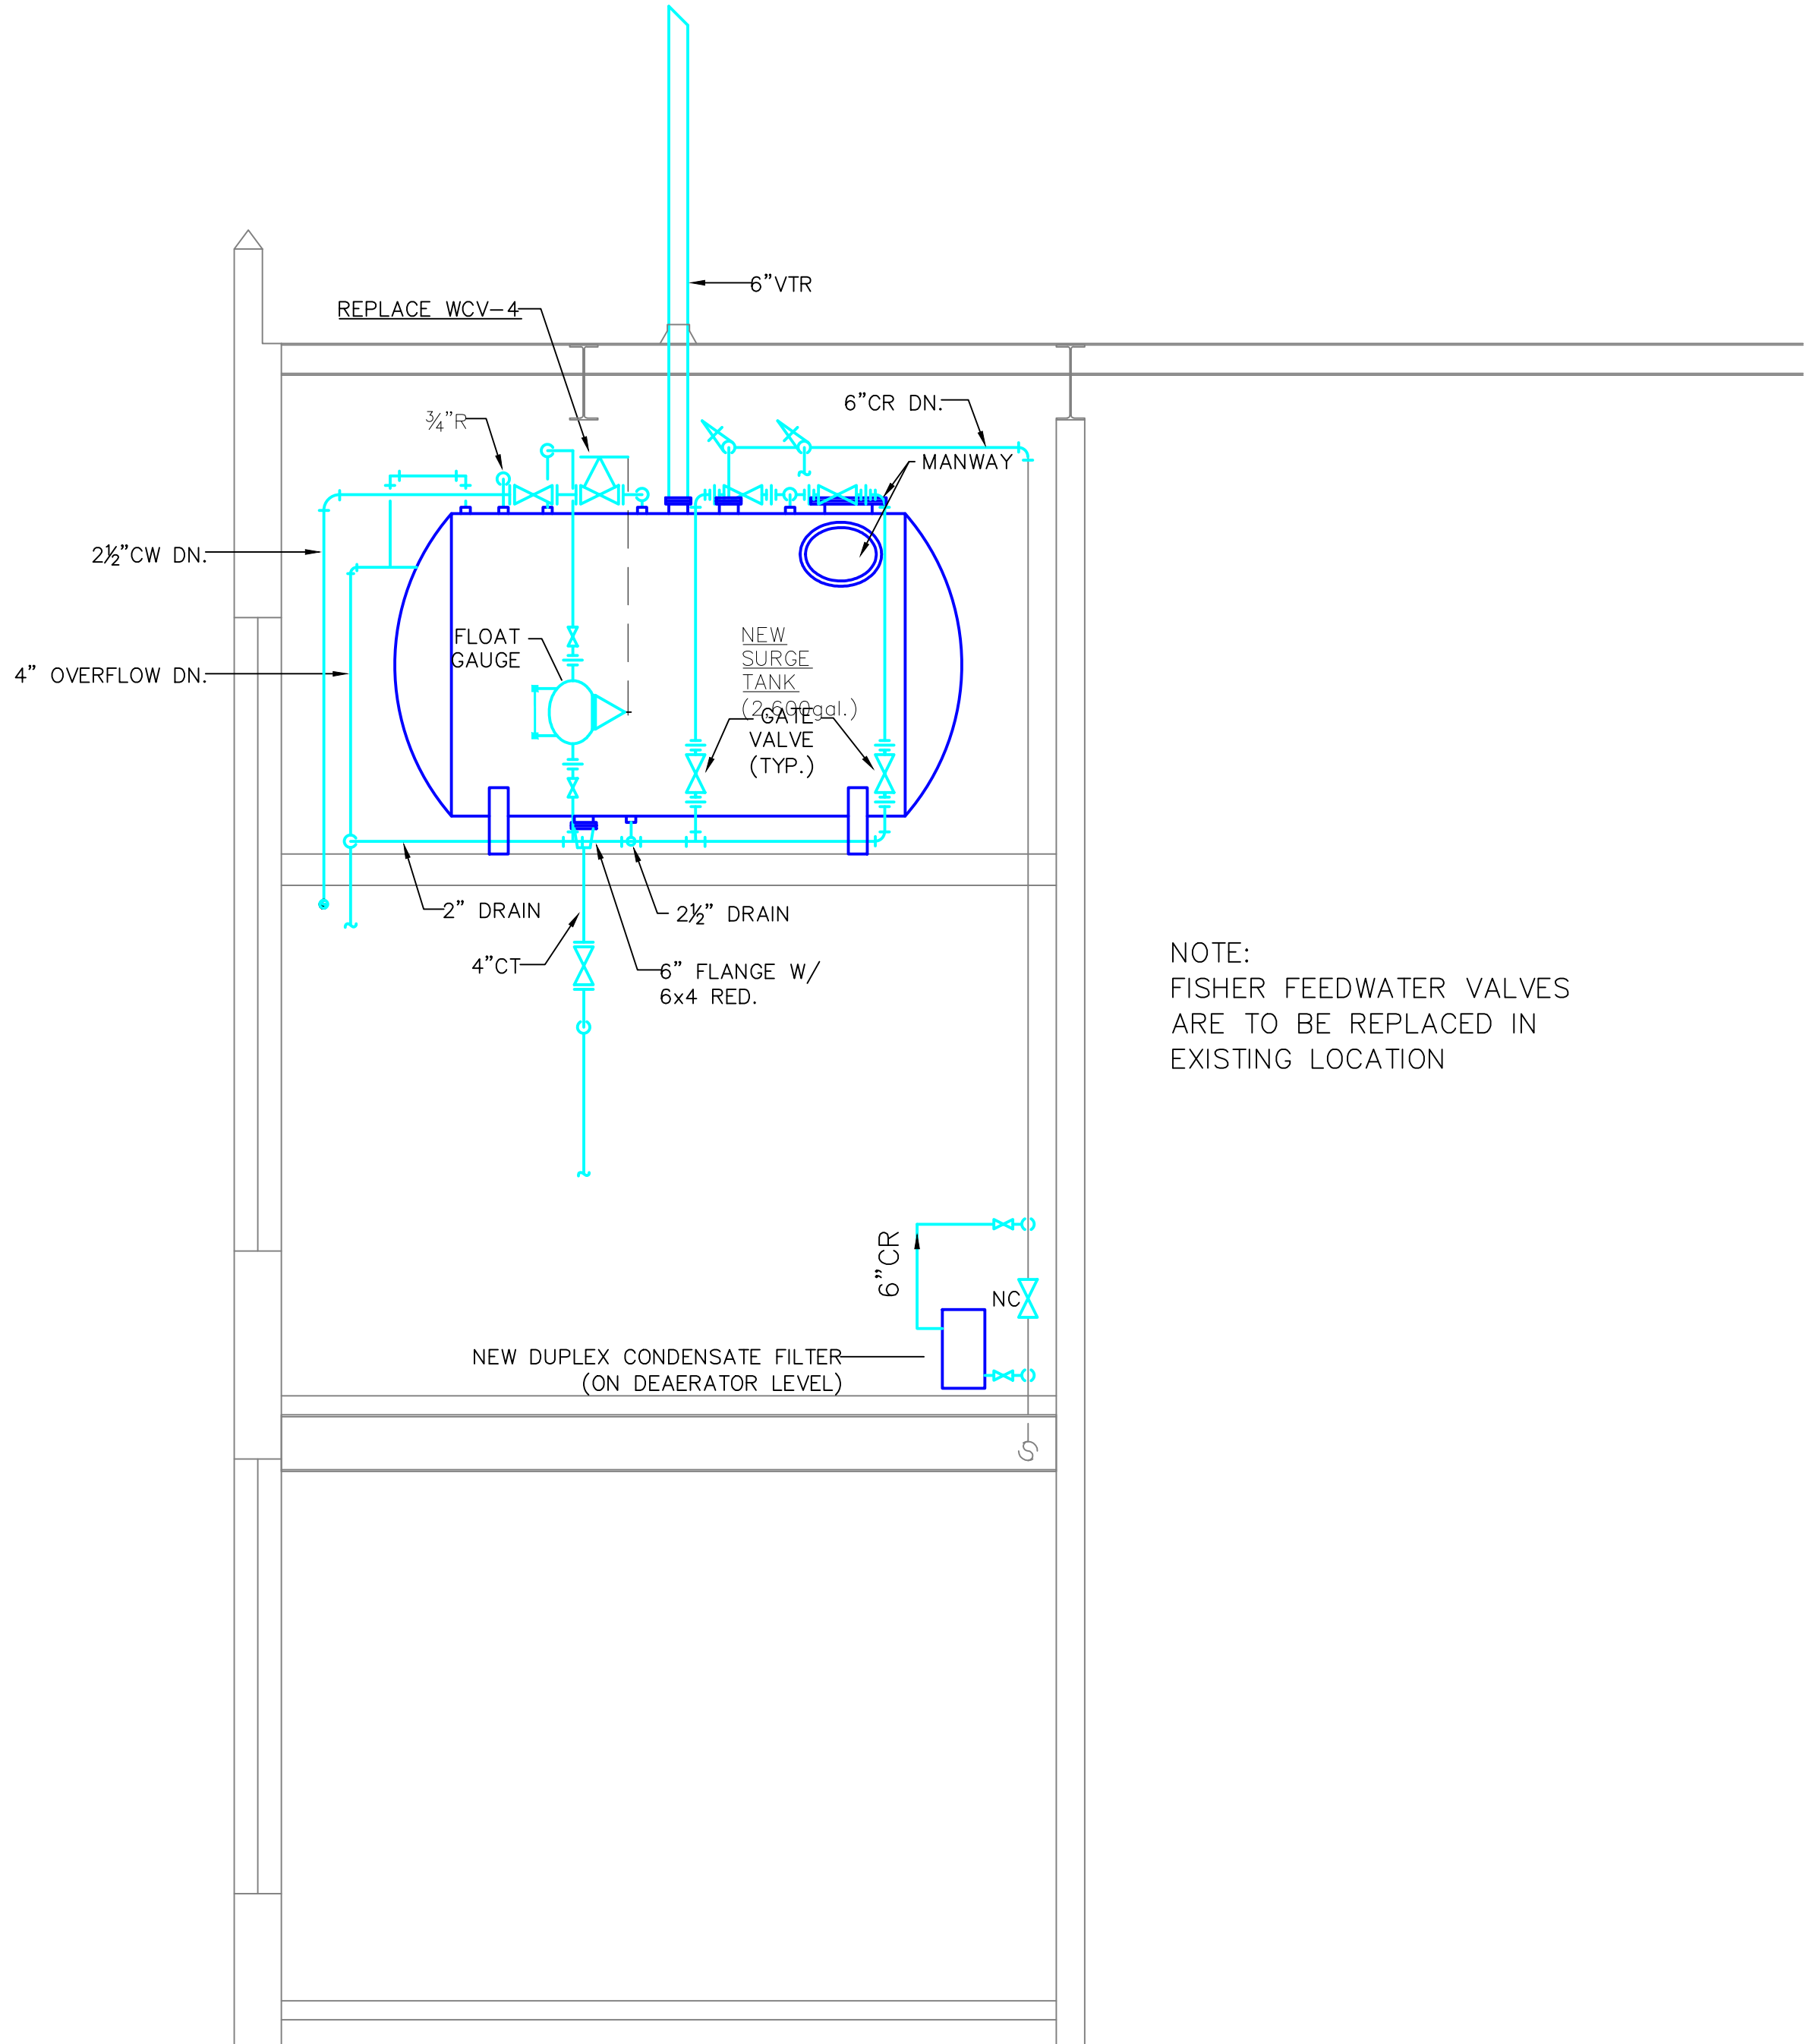 6"VTR
REPLACE WCV-4
6"CR DN.
¾"R
MANWAY
2½"CW DN.
FLOAT
GAUGE
NEW
SURGE
TANK
(2,600gal.)
4" OVERFLOW DN.
GATE
VALVE
(TYP.)
2" DRAIN
2½" DRAIN
4"CT
6" FLANGE W/
6x4 RED.
NOTE:
FISHER FEEDWATER VALVES
ARE TO BE REPLACED IN
EXISTING LOCATION
6"CR
NC
NEW DUPLEX CONDENSATE FILTER
(ON DEAERATOR LEVEL)